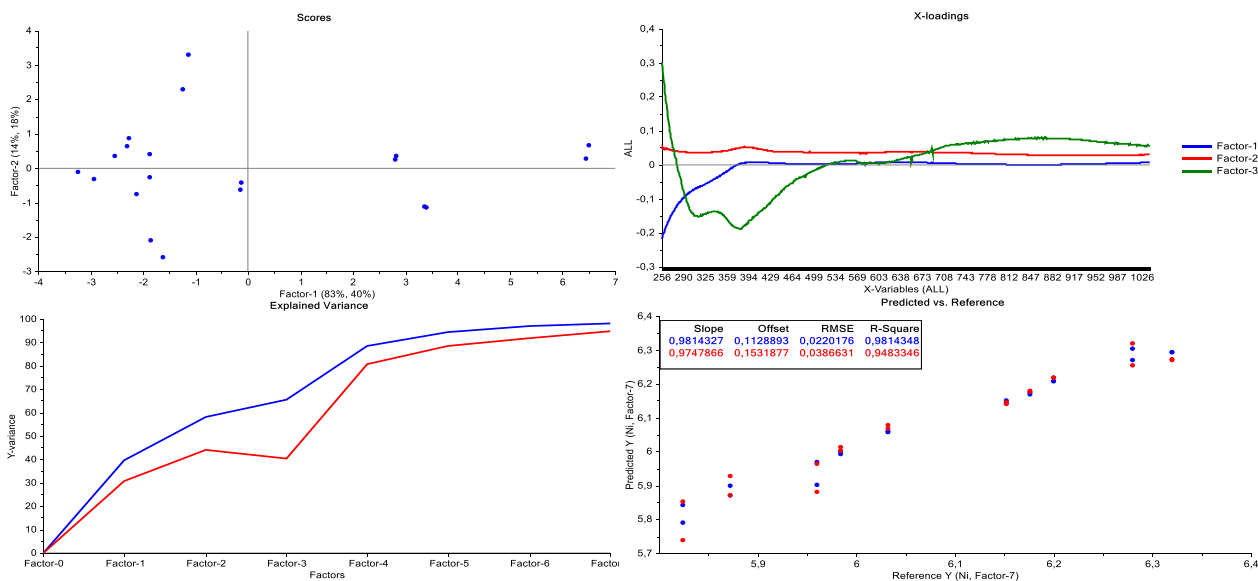 Scores
4
3
2
1
0
-1
-2
-3
Factor-2 (14%, 18%)
-4 -3 -2 -1 0 1 2 3 4 5 6 7
Factor-1 (83%, 40%)
X-loadings
0,4
0,3
0,2
0,1
0
-0,1
-0,2
-0,3
ALL
256 290 325 359 394 429 464 499 534 569 603 638 673 708 743 778 812 847 882 917 952 987 1026
X-Variables (ALL)
Factor-1
Factor-2
Factor-3
Explained Variance
100
90
80
70
60
50
40
30
20
10
0
Y-variance
Factor-0 Factor-1 Factor-2 Factor-3 Factor-4 Factor-5 Factor-6 Factor
Factors
Predicted vs. Reference
Slope Offset RMSE R-Square
0,9814327 0,1128893 0,0220176 0,9814348
0,9747866 0,1531877 0,0386631 0,9483346
6,4
6,3
6,2
6,1
6
5,9
5,8
5,7
Predicted Y (Ni, Factor-7)
5,9 6 6,1 6,2 6,3 6,4
Reference Y (Ni, Factor-7)